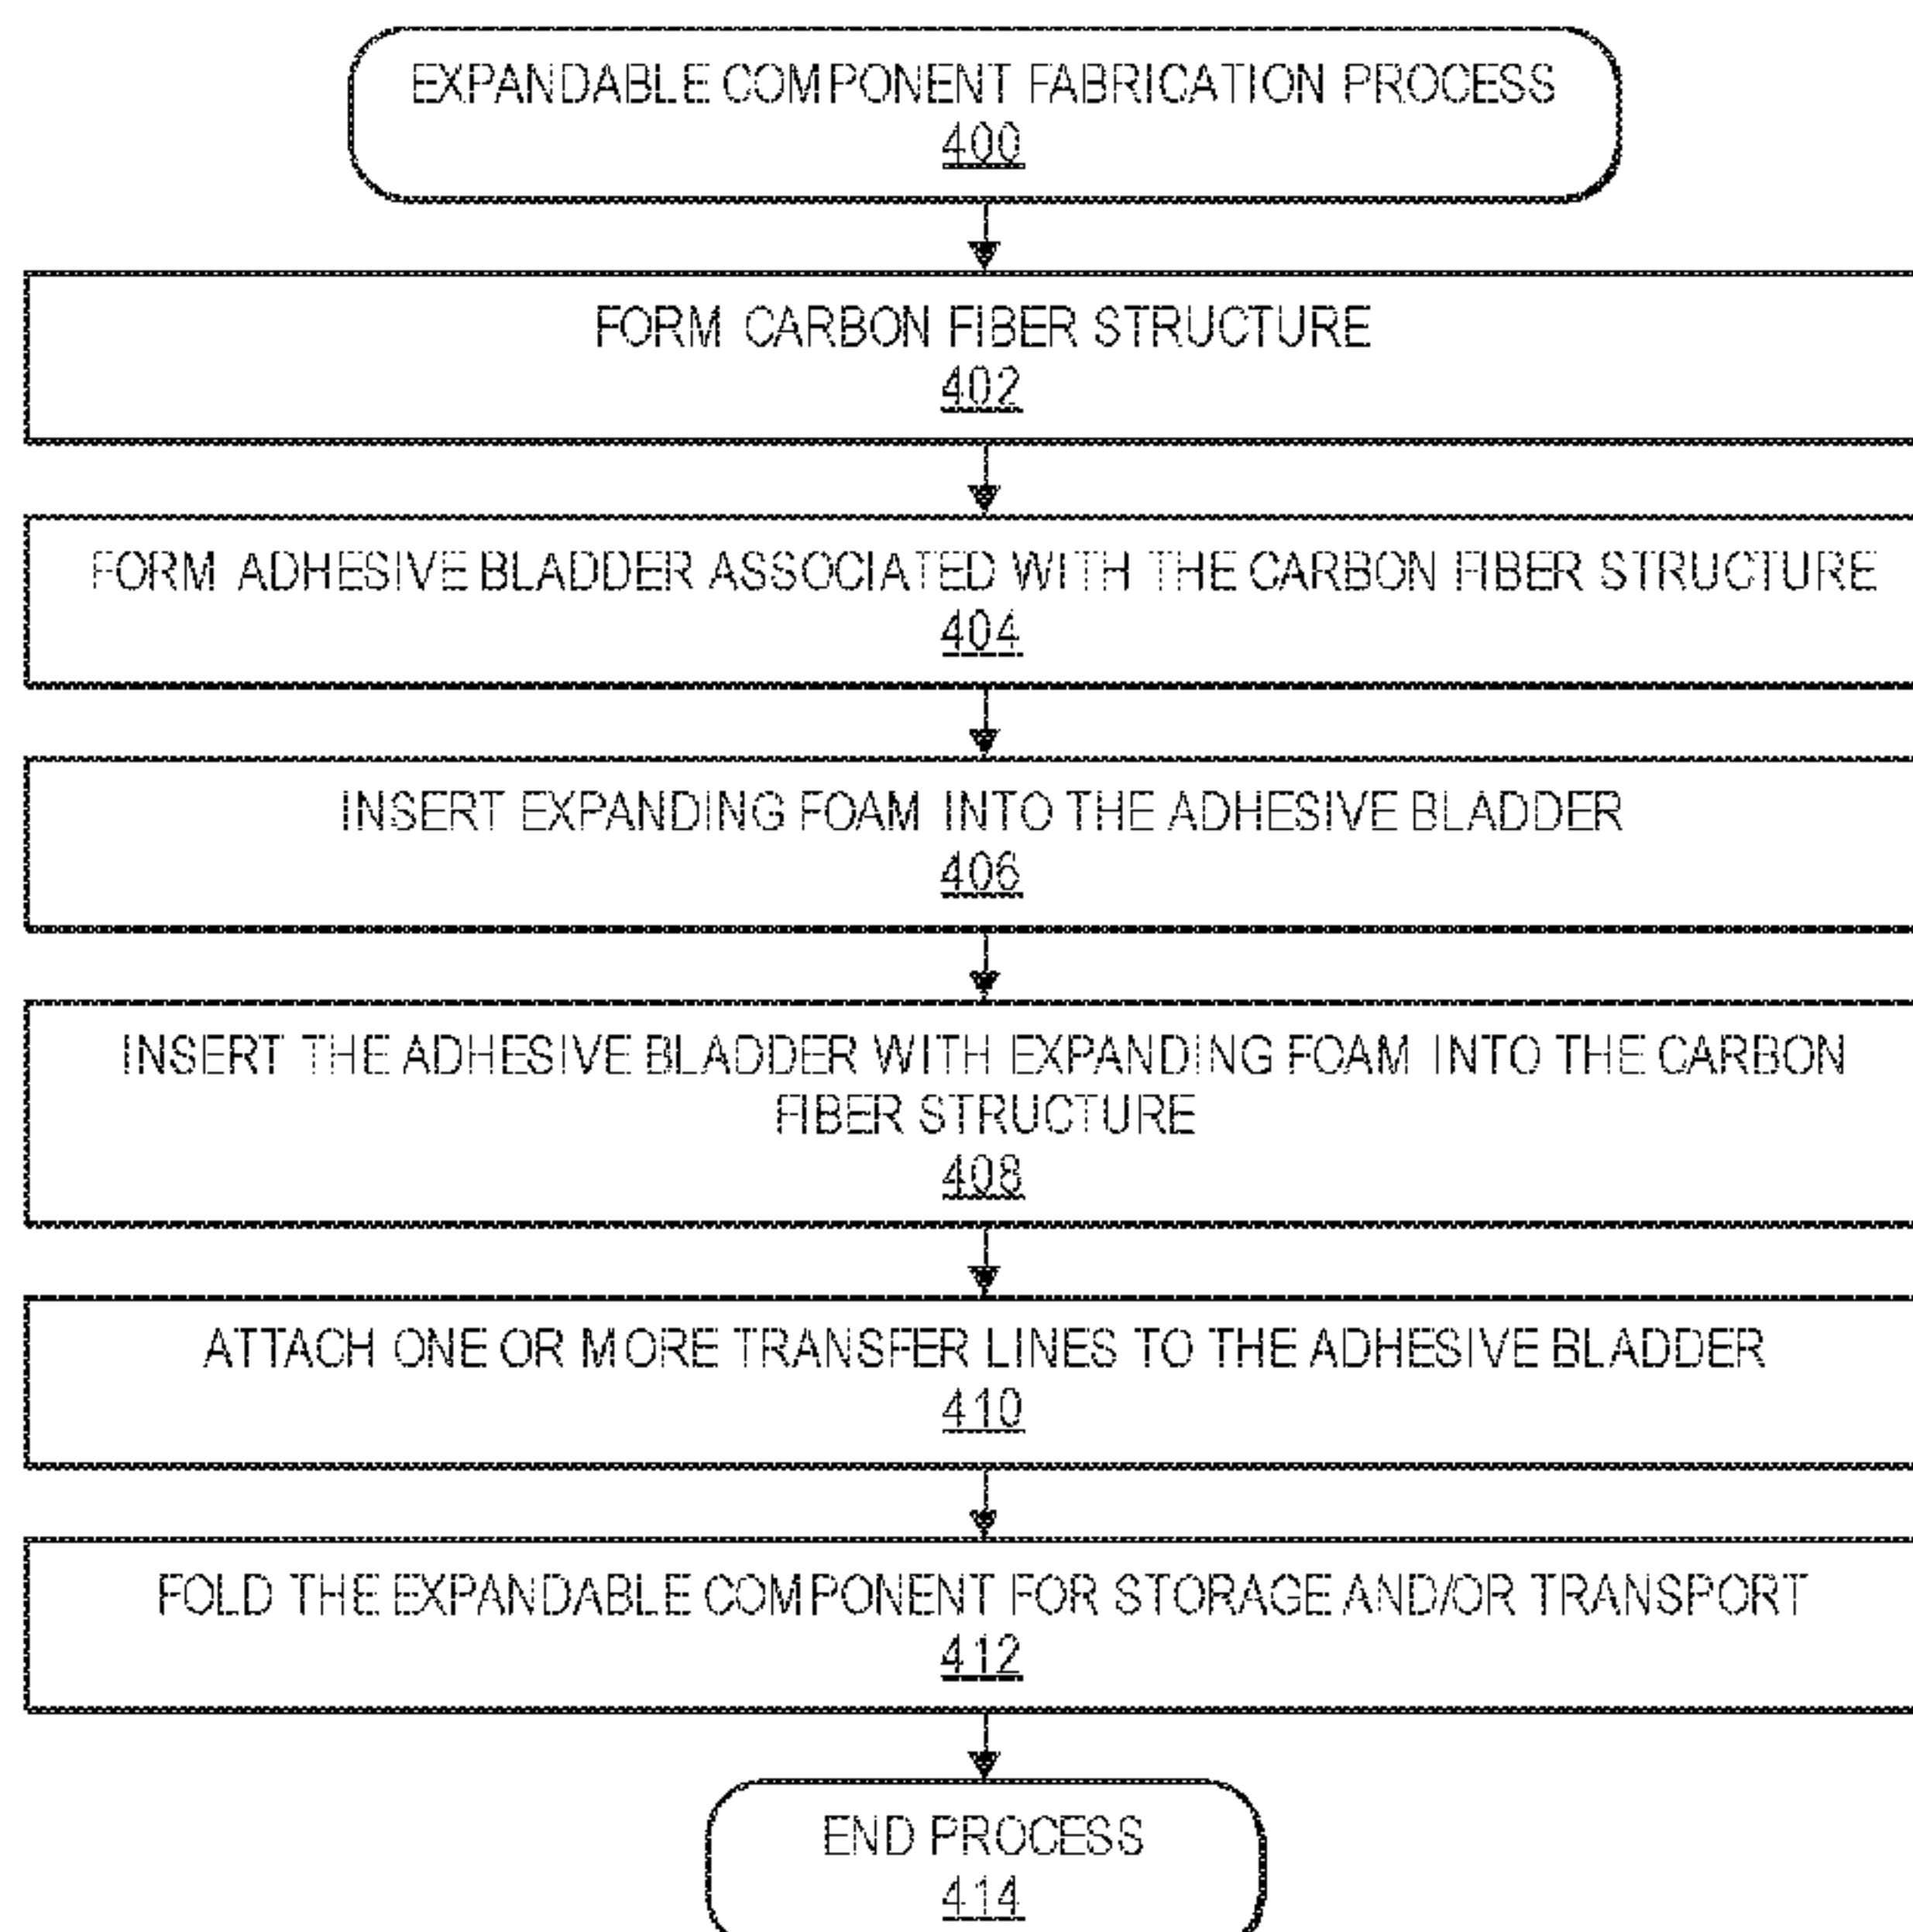 EXPANDABLE COMPONENT FABRICATION PROCESS
400
FORM CARBON FIBER STRUCTURE
402
FORM ADHESIVE BLADDER ASSOCIATED WITH THE CARBON FIBER STRUCTURE
404
INSERT EXPANDING FOAM INTO THE ADHESIVE BLADDER
406
INSERT THE ADHESIVE BLADDER WITH EXPANDING FOAM INTO THE CARBON
FIBER STRUCTURE
408
ATTACH ONE OR MORE TRANSFER LINES TO THE ADHESIVE BLADDER
410
FOLD THE EXPANDABLE COMPONENT FOR STORAGE AND/OR TRANSPORT
412
END PROCESS
414